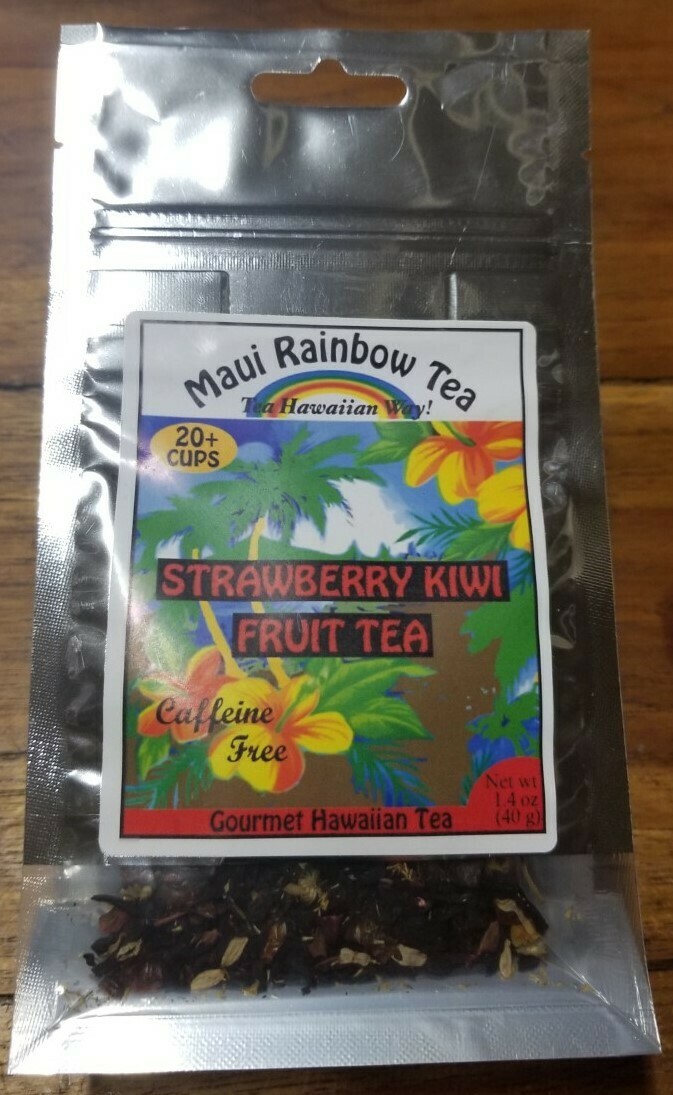 Maui Rainbow Tea
Tea Hawaiian Way!
20+
CUPS
STRAWBERRY KIWI
FRUIT TEA
Caffeine
Free
Net wt
1.4 oz
(40 g)
Gourmet Hawaiian Tea